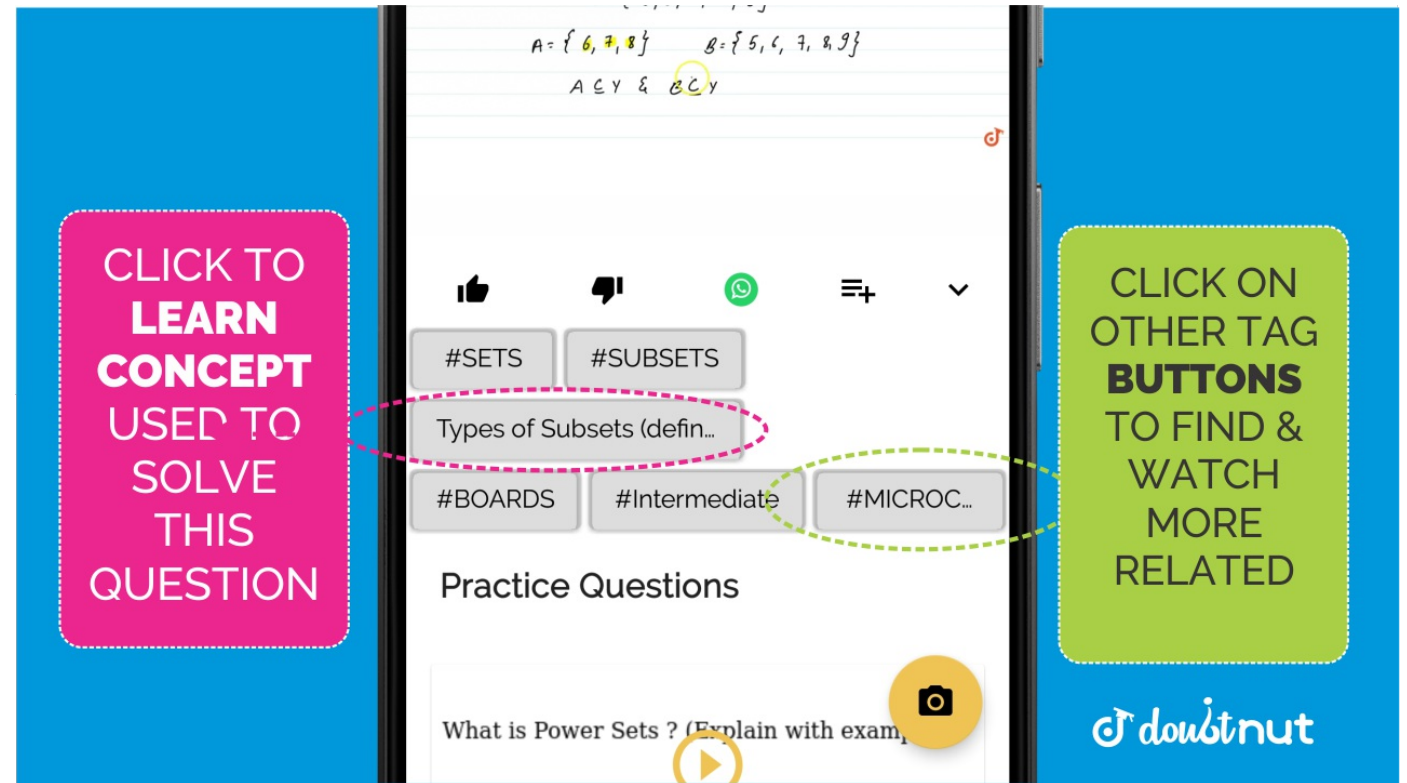 A = { 6, 7, 8} B = { 5, 6, 7, 8, 9}
A ⊆ Y & B ⊆ Y
CLICK TO
LEARN
CONCEPT
USED TO
SOLVE
THIS
QUESTION
#SETS #SUBSETS
Types of Subsets (defin...
#BOARDS #Intermediate #MICROC...
Practice Questions
What is Power Sets ? (Explain with exam
CLICK ON
OTHER TAG
BUTTONS
TO FIND &
WATCH
MORE
RELATED
doubtnut